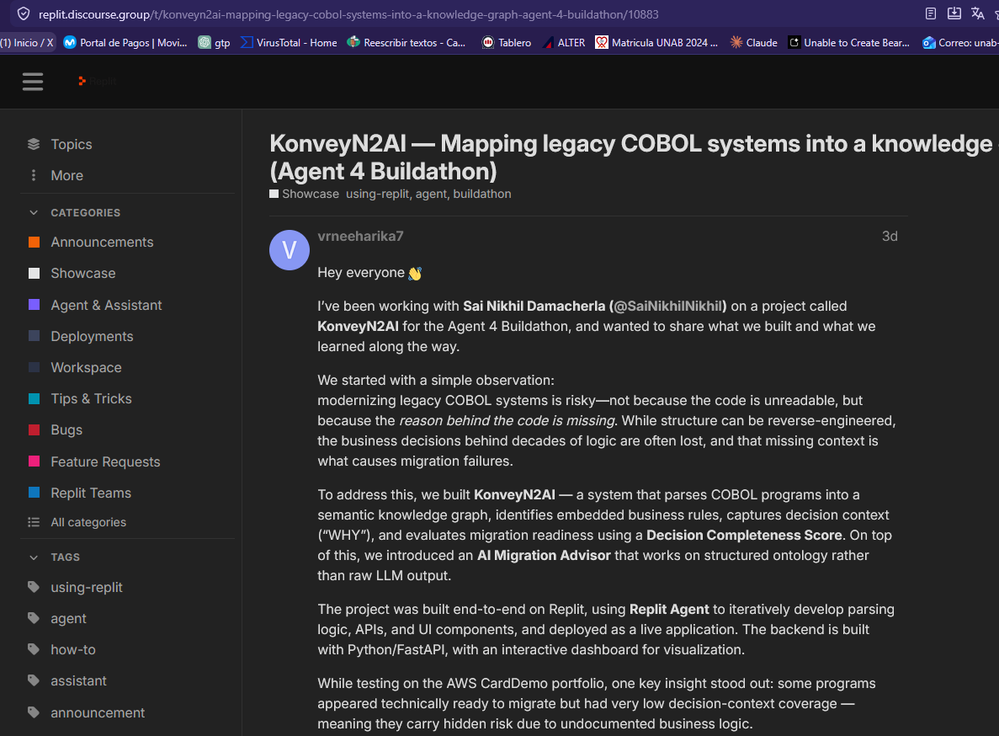 replit.discourse.group/t/konveyn2ai-mapping-legacy-cobol-systems-into-a-knowledge-graph-agent-4-buildathon/10883
(1) Inicio / X
Portal de Pagos | Movi...
gtp
VirusTotal - Home
Reescribir textos - Ca...
Tablero
ALTER
Matricula UNAB 2024 ...
Claude
Unable to Create Bear...
Correo: unab-
replit
Topics
More
CATEGORIES
Announcements
Showcase
Agent & Assistant
Deployments
Workspace
Tips & Tricks
Bugs
Feature Requests
Replit Teams
All categories
TAGS
using-replit
agent
how-to
assistant
announcement
KonveyN2AI — Mapping legacy COBOL systems into a knowledge
(Agent 4 Buildathon)
Showcase using-replit, agent, buildathon
V
vrneeharika7
3d
Hey everyone 👋
I’ve been working with Sai Nikhil Damacherla (@SaiNikhilNikhil) on a project called
KonveyN2AI for the Agent 4 Buildathon, and wanted to share what we built and what we
learned along the way.
We started with a simple observation:
modernizing legacy COBOL systems is risky—not because the code is unreadable, but
because the reason behind the code is missing. While structure can be reverse-engineered,
the business decisions behind decades of logic are often lost, and that missing context is
what causes migration failures.
To address this, we built KonveyN2AI — a system that parses COBOL programs into a
semantic knowledge graph, identifies embedded business rules, captures decision context
(“WHY”), and evaluates migration readiness using a Decision Completeness Score. On top
of this, we introduced an AI Migration Advisor that works on structured ontology rather
than raw LLM output.
The project was built end-to-end on Replit, using Replit Agent to iteratively develop parsing
logic, APIs, and UI components, and deployed as a live application. The backend is built
with Python/FastAPI, with an interactive dashboard for visualization.
While testing on the AWS CardDemo portfolio, one key insight stood out: some programs
appeared technically ready to migrate but had very low decision-context coverage —
meaning they carry hidden risk due to undocumented business logic.